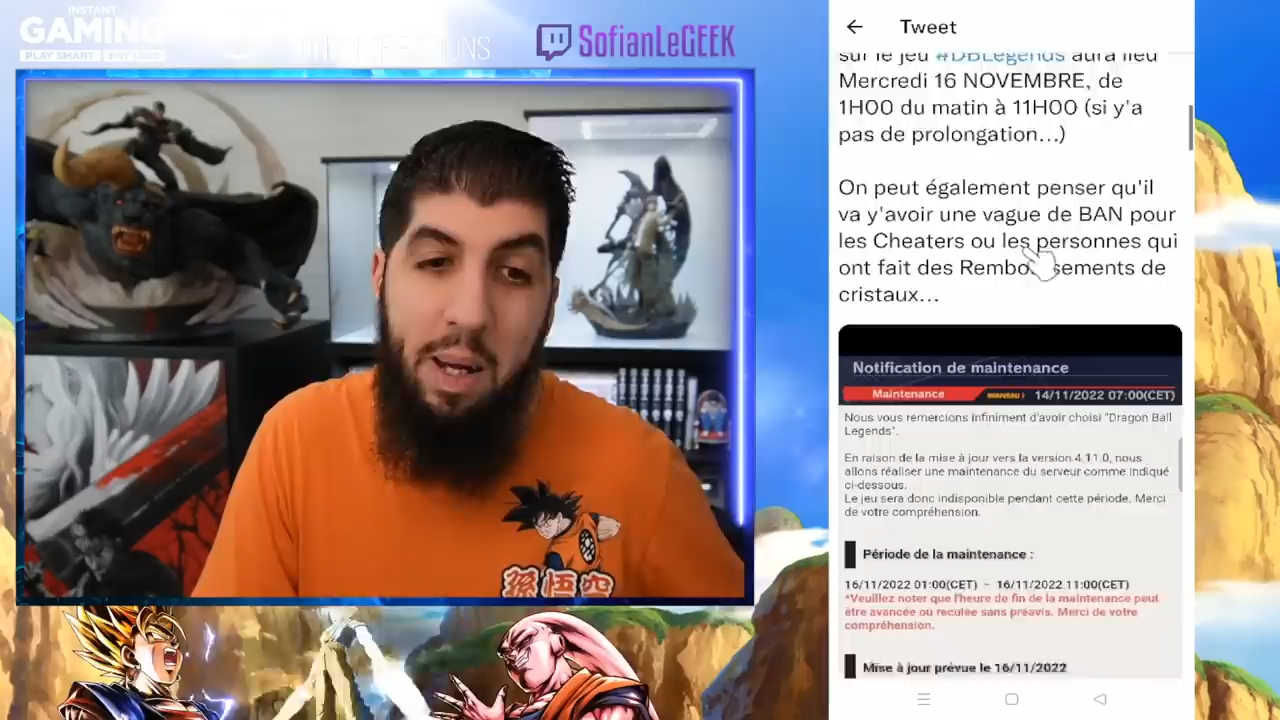 INSTANT
GAMING
PLAY SMART PAY LESS
SofianLeGEEK
Tweet
sur le jeu #DBLegends aura lieu
Mercredi 16 NOVEMBRE, de
1H00 du matin à 11H00 (si y'a
pas de prolongation...)
On peut également penser qu'il
va y'avoir une vague de BAN pour
les Cheaters ou les personnes qui
ont fait des Remboursements de
cristaux...
Notification de maintenance
Maintenance NOUVEAU ! 14/11/2022 07:00(CET)
Nous vous remercions infiniment d'avoir choisi "Dragon Ball
Legends".
En raison de la mise à jour vers la version 4.11.0, nous
allons réaliser une maintenance du serveur comme indiqué
ci-dessous.
Le jeu sera donc indisponible pendant cette période. Merci
de votre compréhension.
Période de la maintenance :
16/11/2022 01:00(CET) - 16/11/2022 11:00(CET)
*Veuillez noter que l'heure de fin de la maintenance peut
être avancée ou reculée sans préavis. Merci de votre
compréhension.
Mise à jour prévue le 16/11/2022
孫悟空